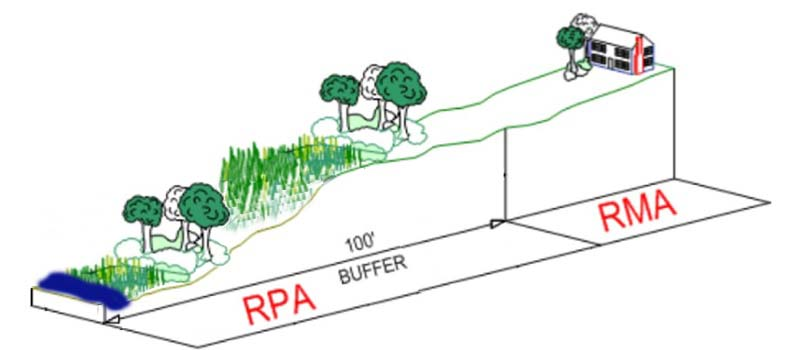 100'
BUFFER
RPA
RMA